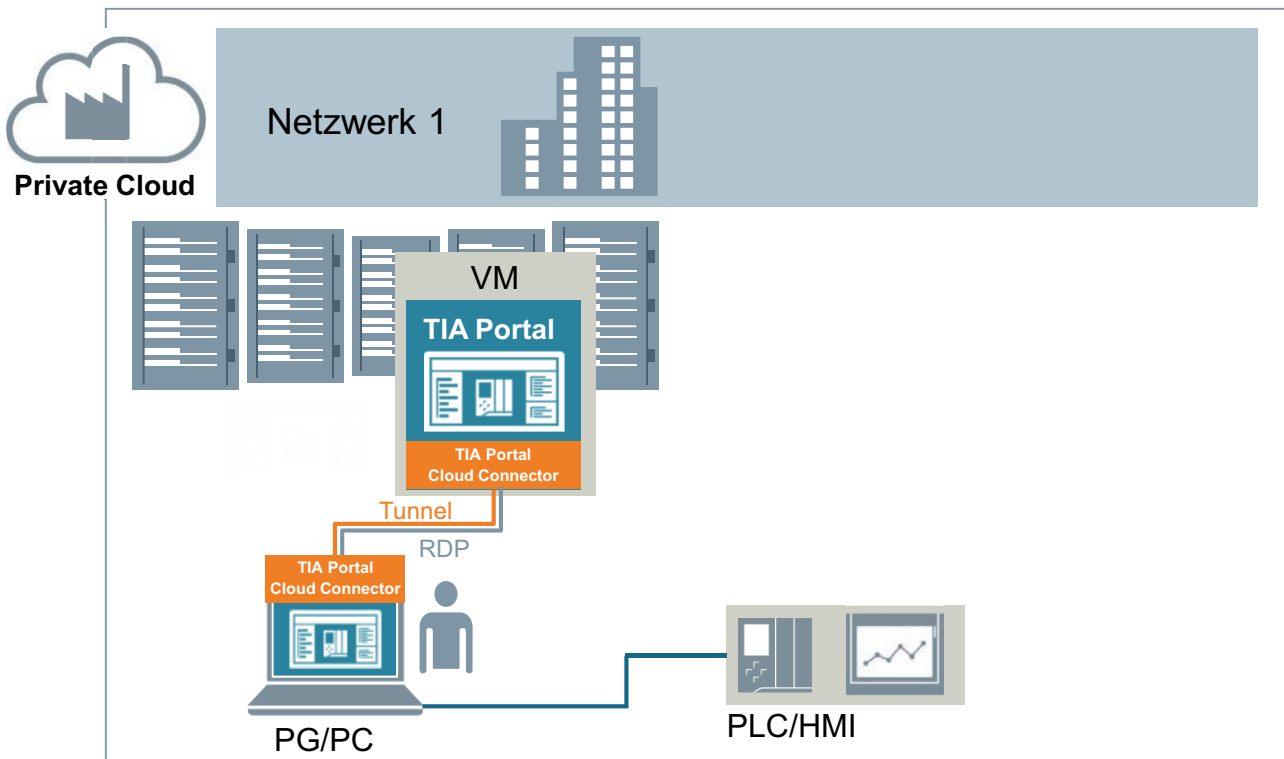 Netzwerk 1
Private Cloud
VM
TIA Portal
TIA Portal
Cloud Connector
Tunnel
RDP
TIA Portal
Cloud Connector
PG/PC
PLC/HMI